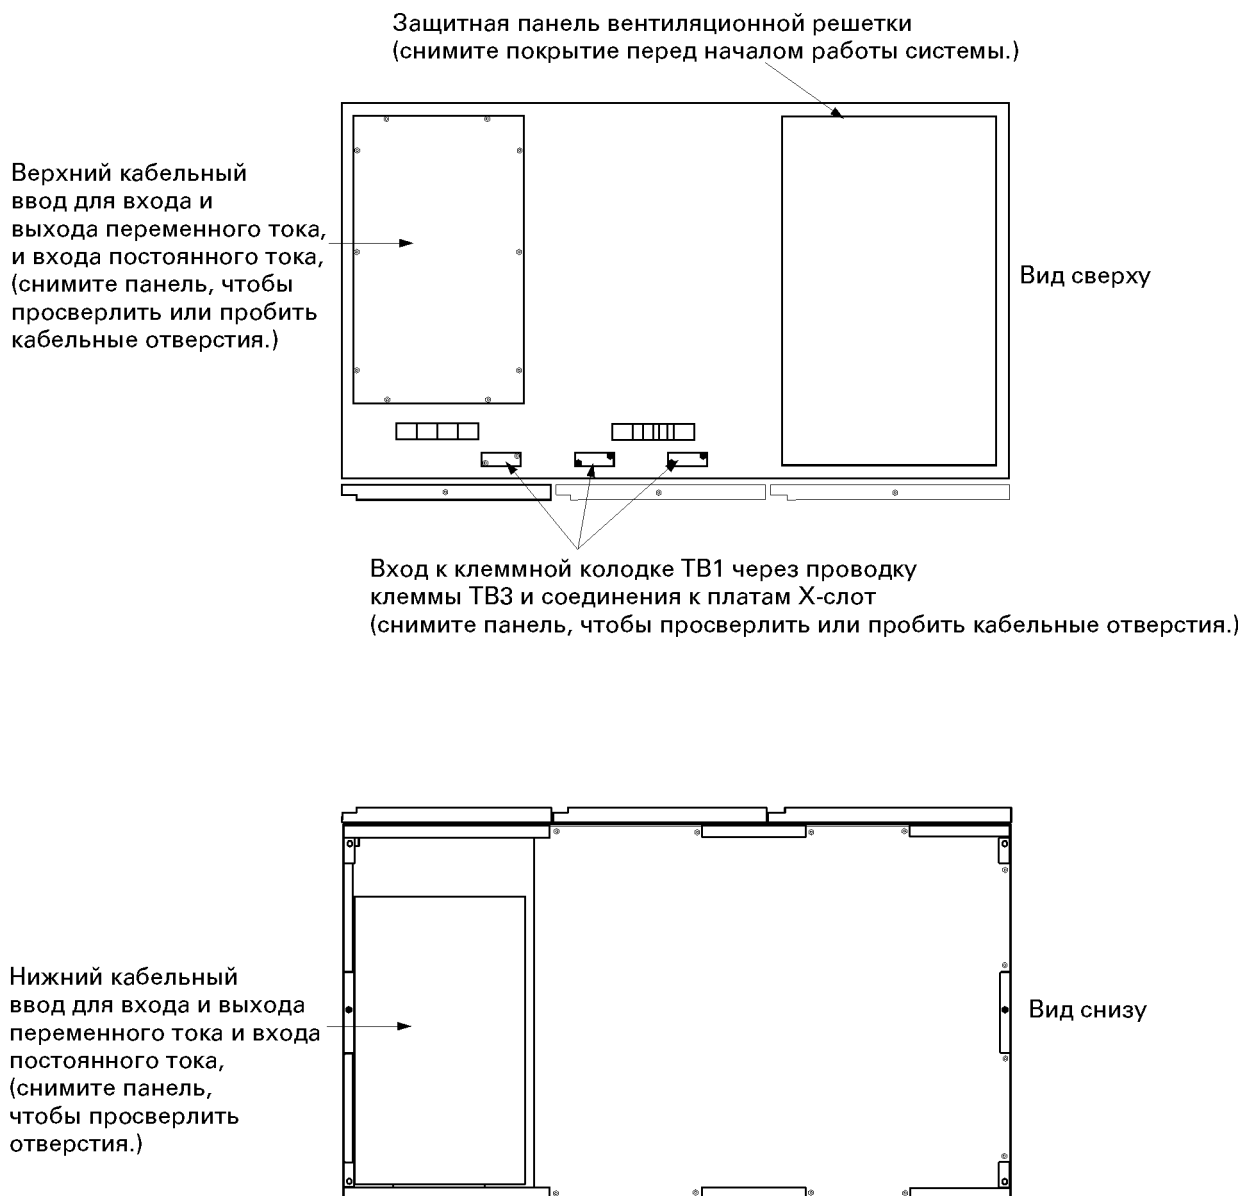 Защитная панель вентиляционной решетки
(снимите покрытие перед началом работы системы.)
Верхний кабельный
ввод для входа и
выхода переменного тока,
и входа постоянного тока,
(снимите панель, чтобы
просверлить или пробить
кабельные отверстия.)
Вид сверху
Вход к клеммной колодке ТВ1 через проводку
клеммы ТВ3 и соединения к платам Х-слот
(снимите панель, чтобы просверлить или пробить кабельные отверстия.)
Нижний кабельный
ввод для входа и выхода
переменного тока и входа
постоянного тока,
(снимите панель,
чтобы просверлить
отверстия.)
Вид снизу